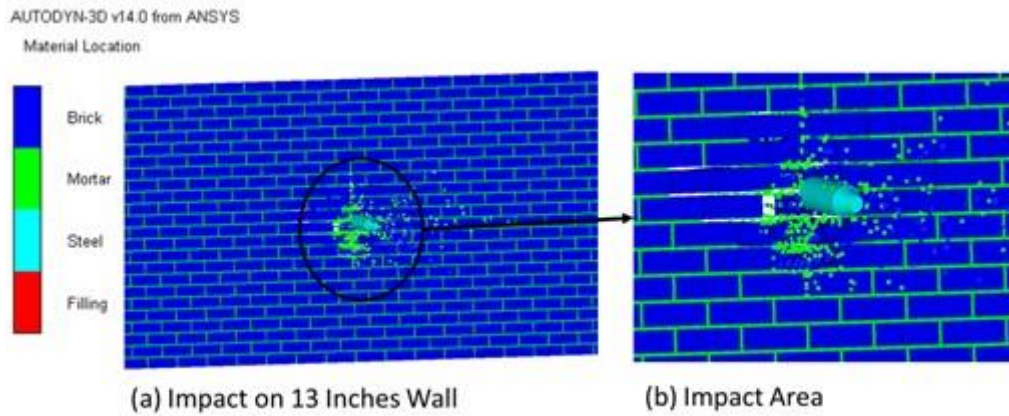 AUTODYN-3D v14.0 from ANSYS
Material Location
Brick
Mortar
Steel
Filling
(a) Impact on 13 Inches Wall
(b) Impact Area